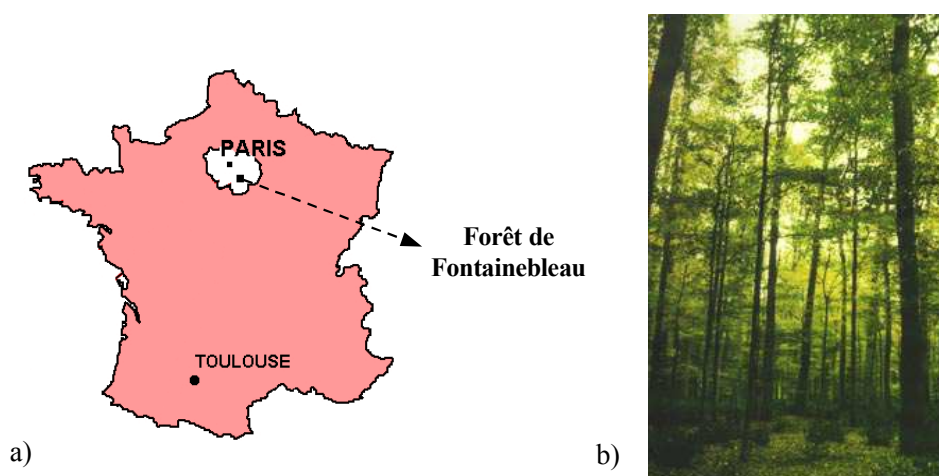 PARIS
Forêt de
Fontainebleau
TOULOUSE
a)
b)